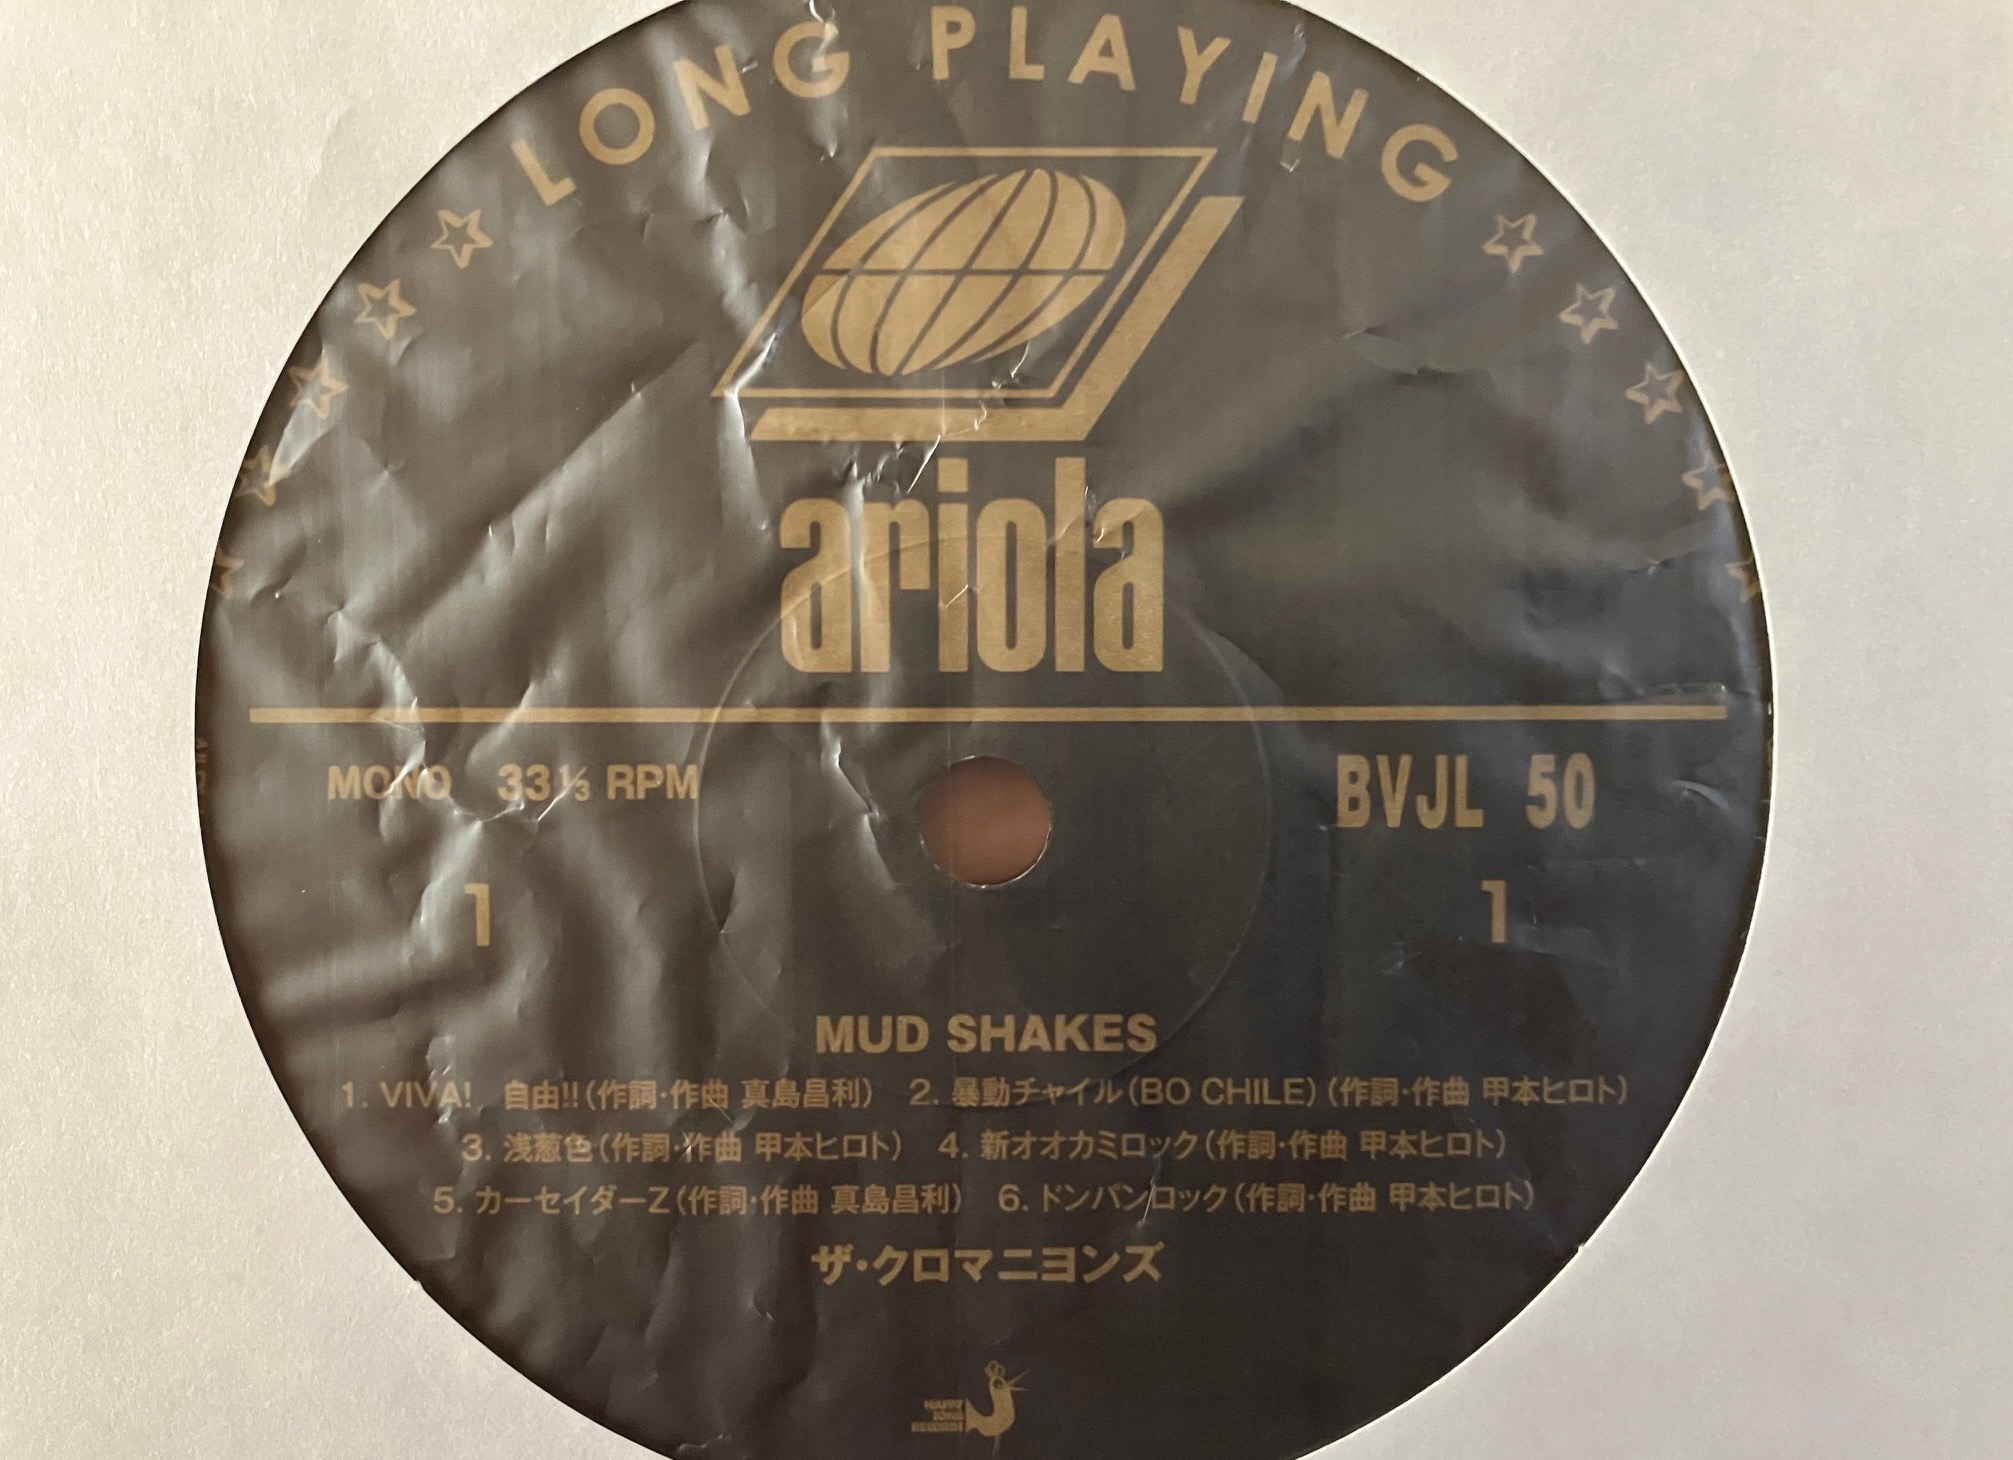 LONG PLAYING
ariola
MONO 33⅓ RPM BVJL 50
1 1
MUD SHAKES
1. VIVA! 自由!!(作詞・作曲 真島昌利) 2. 暴動チャイル(BO CHILE)(作詞・作曲 甲本ヒロト)
3. 浅葱色(作詞・作曲 甲本ヒロト) 4. 新オオカミロック(作詞・作曲 甲本ヒロト)
5. カーセイダーZ(作詞・作曲 真島昌利) 6. ドンパンロック(作詞・作曲 甲本ヒロト)
ザ・クロマニヨンズ
HAPPY
SONG
RECORDS